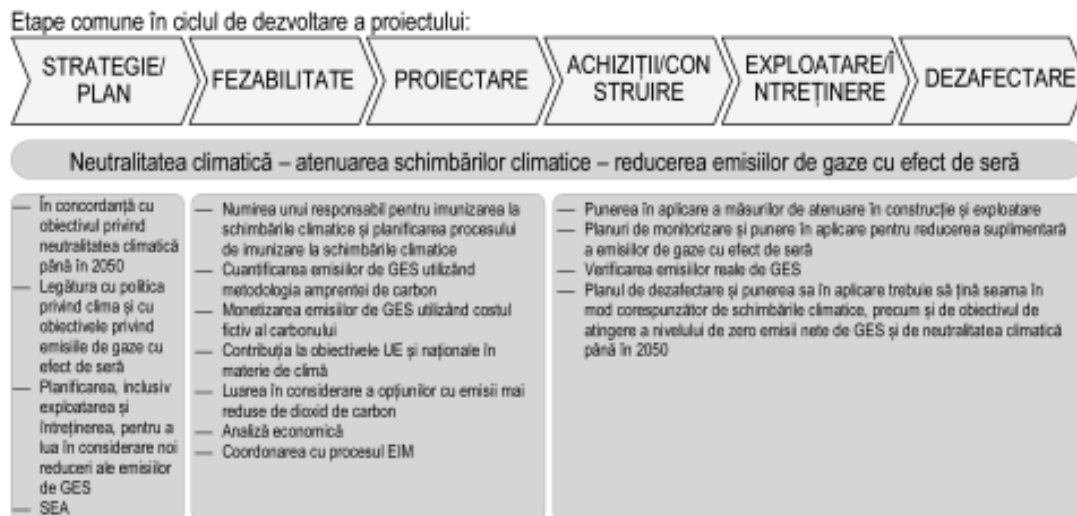 Etape comune în ciclul de dezvoltare a proiectului:
STRATEGIE/
PLAN
FEZABILITATE
PROIECTARE
ACHIZIȚII/CON
STRUIRE
EXPLOATARE/Î
NTREȚINERE
DEZAFECTARE
Neutralitatea climatică – atenuarea schimbărilor climatice – reducerea emisiilor de gaze cu efect de seră
— În concordanță cu
obiectivul privind
neutralitatea climatică
până în 2050
— Legătura cu politica
privind clima și cu
obiectivele privind
emisiile de gaze cu
efect de seră
— Planificarea, inclusiv
exploatarea și
întreținerea, pentru a
lua în considerare noi
reduceri ale emisiilor
de GES
— SEA
— Numirea unui responsabil pentru imunizarea la
schimbările climatice și planificarea procesului
de imunizare la schimbările climatice
— Cuantificarea emisiilor de GES utilizând
metodologia amprentei de carbon
— Monetizarea emisiilor de GES utilizând costul
fictiv al carbonului
— Contribuția la obiectivele UE și naționale în
materie de climă
— Luarea în considerare a opțiunilor cu emisii mai
reduse de dioxid de carbon
— Analiză economică
— Coordonarea cu procesul EIM
— Punerea în aplicare a măsurilor de atenuare în construcție și exploatare
— Planuri de monitorizare și punere în aplicare pentru reducerea suplimentară
a emisiilor de gaze cu efect de seră
— Verificarea emisiilor reale de GES
— Planul de dezafectare și punerea sa în aplicare trebuie să țină seama în
mod corespunzător de schimbările climatice, precum și de obiectivul de
atingere a nivelului de zero emisii nete de GES și de neutralitatea climatică
până în 2050